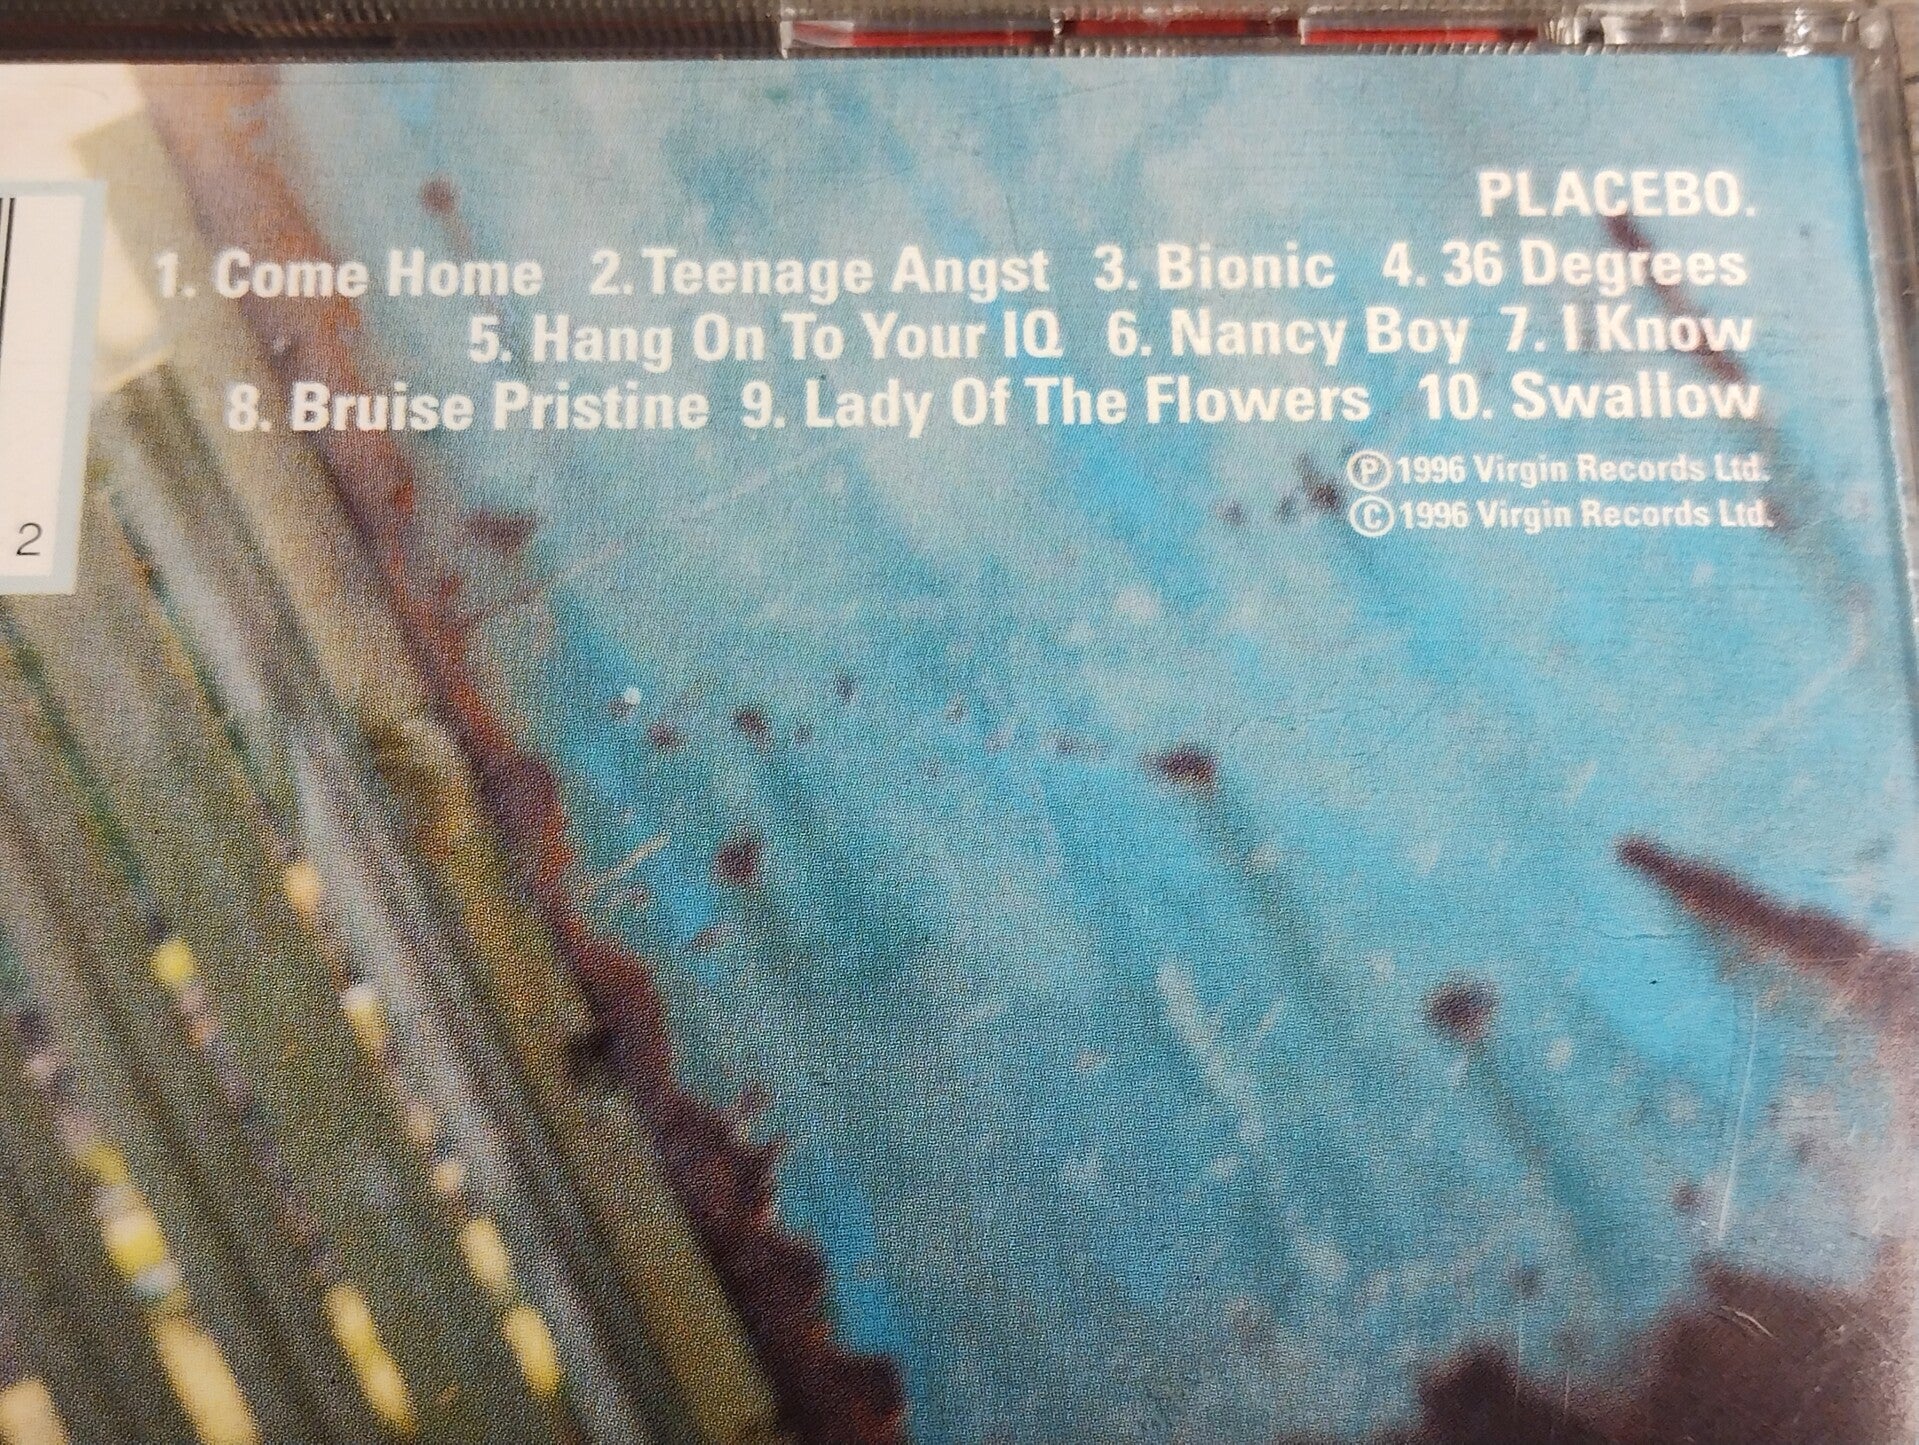 PLACEBO.
1. Come Home 2. Teenage Angst 3. Bionic 4. 36 Degrees
5. Hang On To Your IQ 6. Nancy Boy 7. I Know
8. Bruise Pristine 9. Lady Of The Flowers 10. Swallow
Ⓟ 1996 Virgin Records Ltd.
© 1996 Virgin Records Ltd.
2